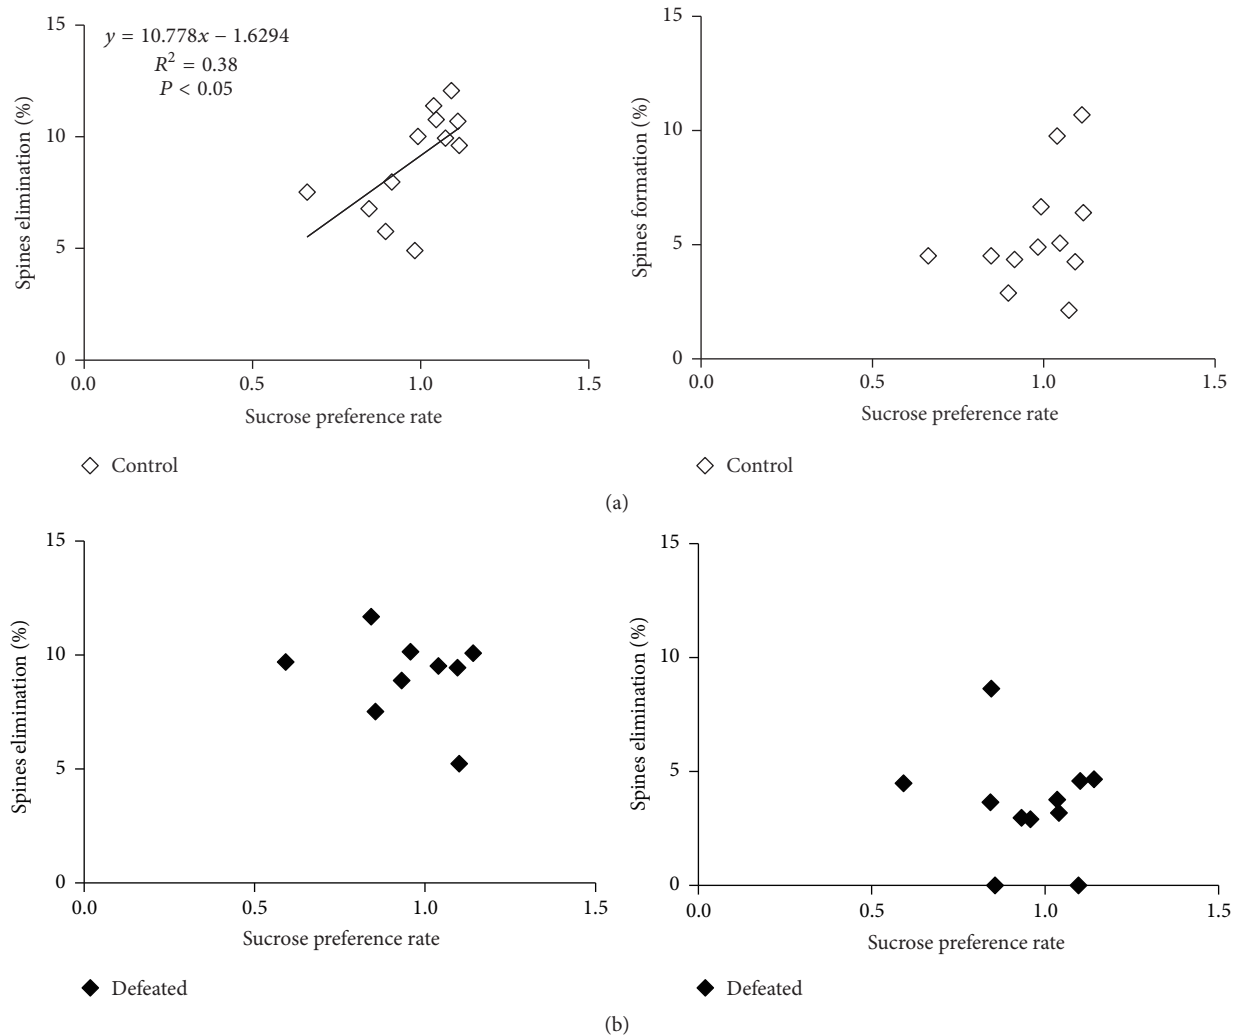 15
10
5
0
Spines elimination (%)
y = 10.778x − 1.6294
R² = 0.38
P < 0.05
0.0 0.5 1.0 1.5
Sucrose preference rate
Control
15
10
5
0
Spines formation (%)
0.0 0.5 1.0 1.5
Sucrose preference rate
Control
(a)
15
10
5
0
Spines elimination (%)
0.0 0.5 1.0 1.5
Sucrose preference rate
Defeated
15
10
5
0
Spines elimination (%)
0.0 0.5 1.0 1.5
Sucrose preference rate
Defeated
(b)